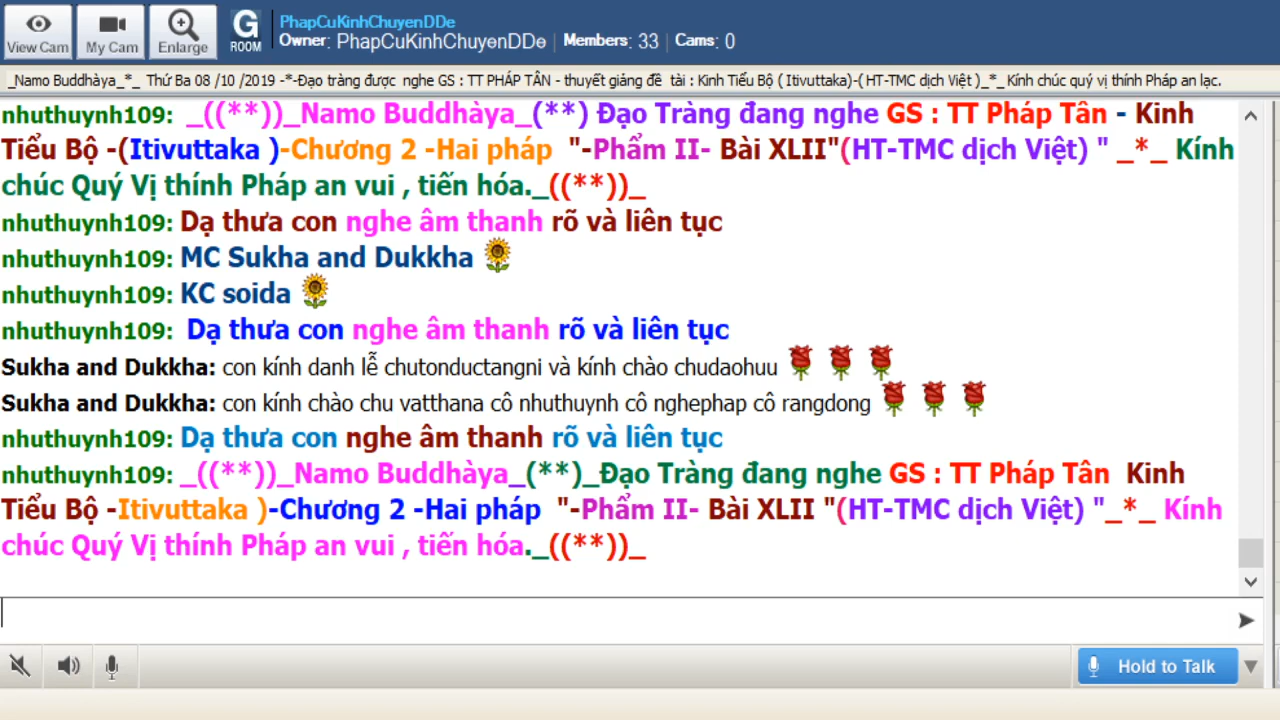 View Cam
My Cam
Enlarge
G
ROOM
PhapCuKinhChuyenDDe
Owner: PhapCuKinhChuyenDDe | Members: 33 | Cams: 0
_Namo Buddhàya_*_ Thứ Ba 08 /10 /2019 -*-Đạo tràng được nghe GS : TT PHÁP TÂN - thuyết giảng đề tài : Kinh Tiểu Bộ ( Itivuttaka)-( HT-TMC dịch Việt )_*_Kính chúc quý vị thính Pháp an lạc.
nhuthuynh109: _((**))_Namo Buddhàya_(**) Đạo Tràng đang nghe GS : TT Pháp Tân - Kinh
Tiểu Bộ -(Itivuttaka )-Chương 2 -Hai pháp "-Phẩm II- Bài XLII"(HT-TMC dịch Việt) " _*_ Kính
chúc Quý Vị thính Pháp an vui , tiến hóa._((**))_
nhuthuynh109: Dạ thưa con nghe âm thanh rõ và liên tục
nhuthuynh109: MC Sukha and Dukkha
nhuthuynh109: KC soida
nhuthuynh109: Dạ thưa con nghe âm thanh rõ và liên tục
Sukha and Dukkha: con kính danh lễ chutonductangni và kính chào chudaohuu
Sukha and Dukkha: con kính chào chu vatthana cô nhuthuynh cô nghephap cô rangdong
nhuthuynh109: Dạ thưa con nghe âm thanh rõ và liên tục
nhuthuynh109: _((**))_Namo Buddhàya_(**)_Đạo Tràng đang nghe GS : TT Pháp Tân Kinh
Tiểu Bộ -Itivuttaka )-Chương 2 -Hai pháp "-Phẩm II- Bài XLII "(HT-TMC dịch Việt) "_*_ Kính
chúc Quý Vị thính Pháp an vui , tiến hóa._((**))_
Hold to Talk